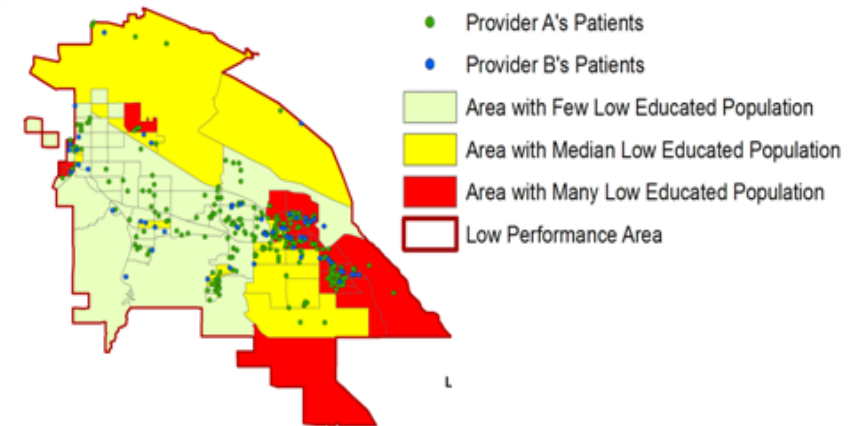 Provider A's Patients
Provider B's Patients
Area with Few Low Educated Population
Area with Median Low Educated Population
Area with Many Low Educated Population
Low Performance Area
L